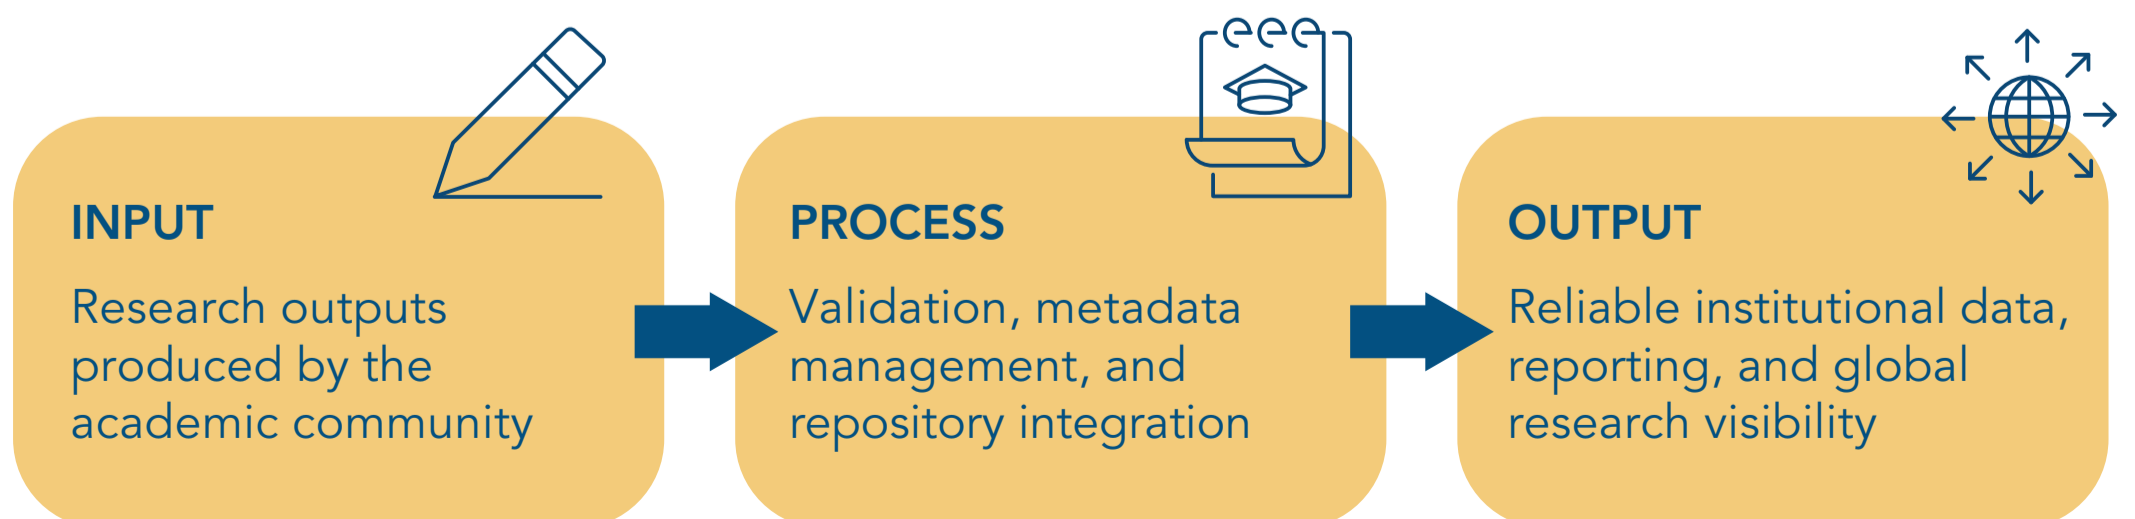 INPUT
Research outputs
produced by the
academic community
PROCESS
Validation, metadata
management, and
repository integration
OUTPUT
Reliable institutional data,
reporting, and global
research visibility